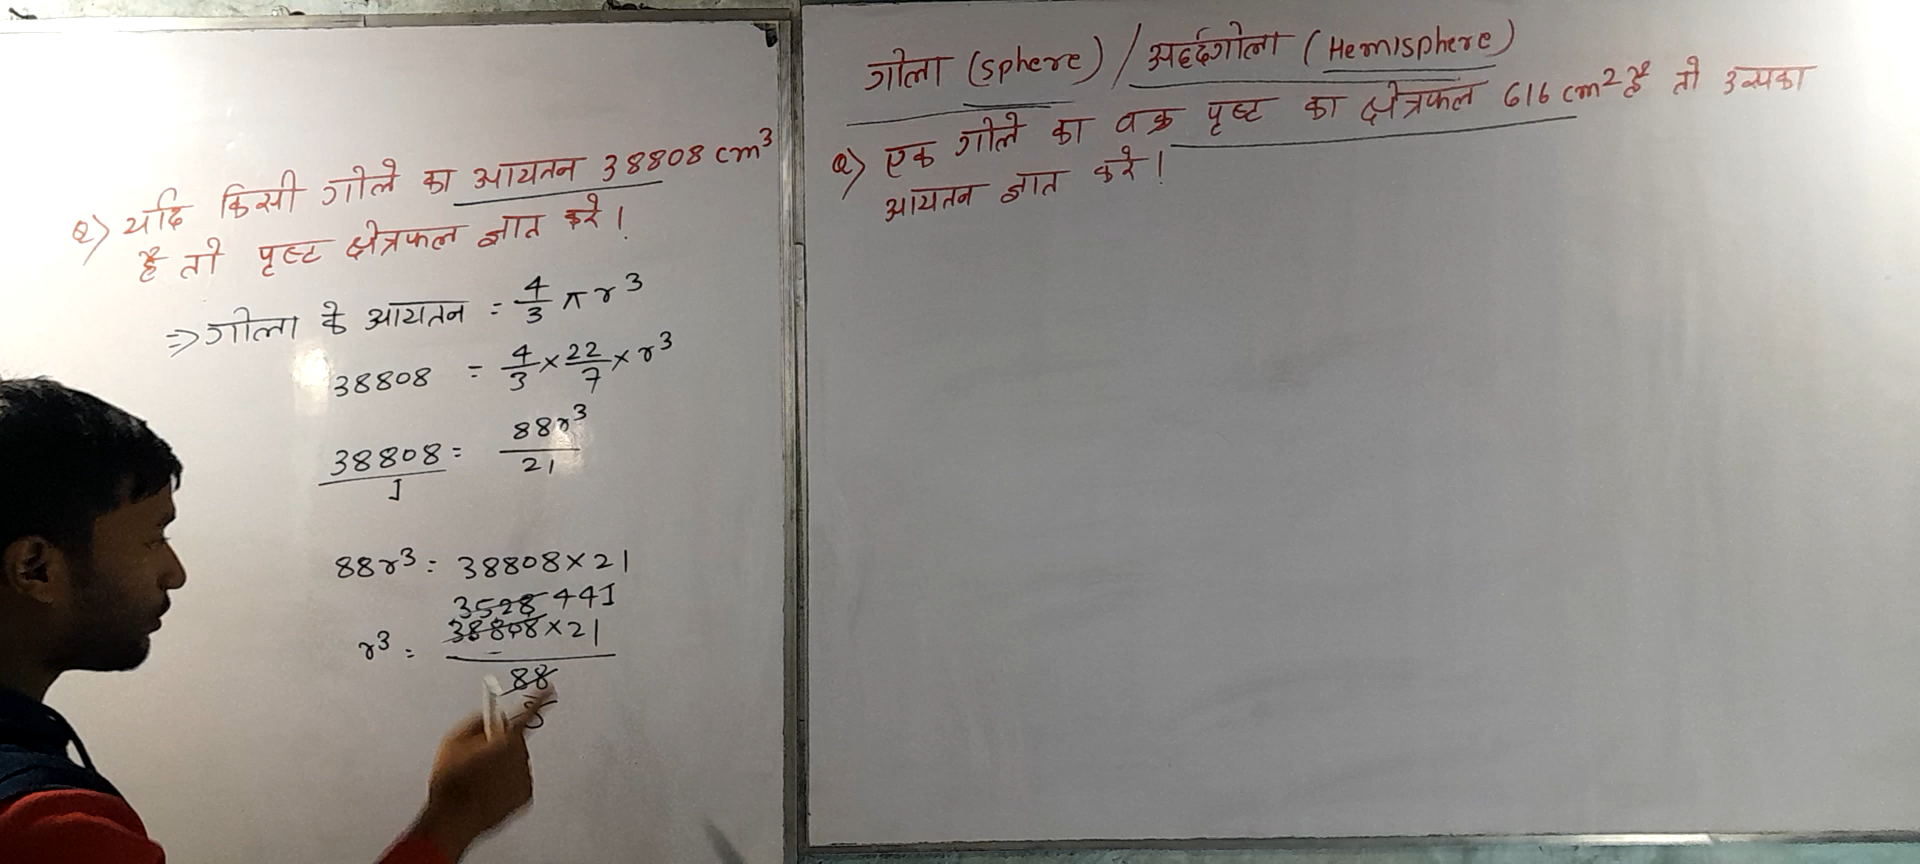 Q) यदि किसी गोले का आयतन 38808 cm³
है तो पृष्ट क्षेत्रफल ज्ञात करे।
⇒ गोला के आयतन = 4/3 π r³
38808 = 4/3 × 22/7 × r³
38808/1 = 88r³/21
88r³ = 38808×21
3528 441
r³ = 38808×21
88
गोला (sphere) / अर्द्धगोला (Hemisphere)
Q) एक गोले का वक्र पृष्ट का क्षेत्रफल 616 cm² है तो उसका
आयतन ज्ञात करे।